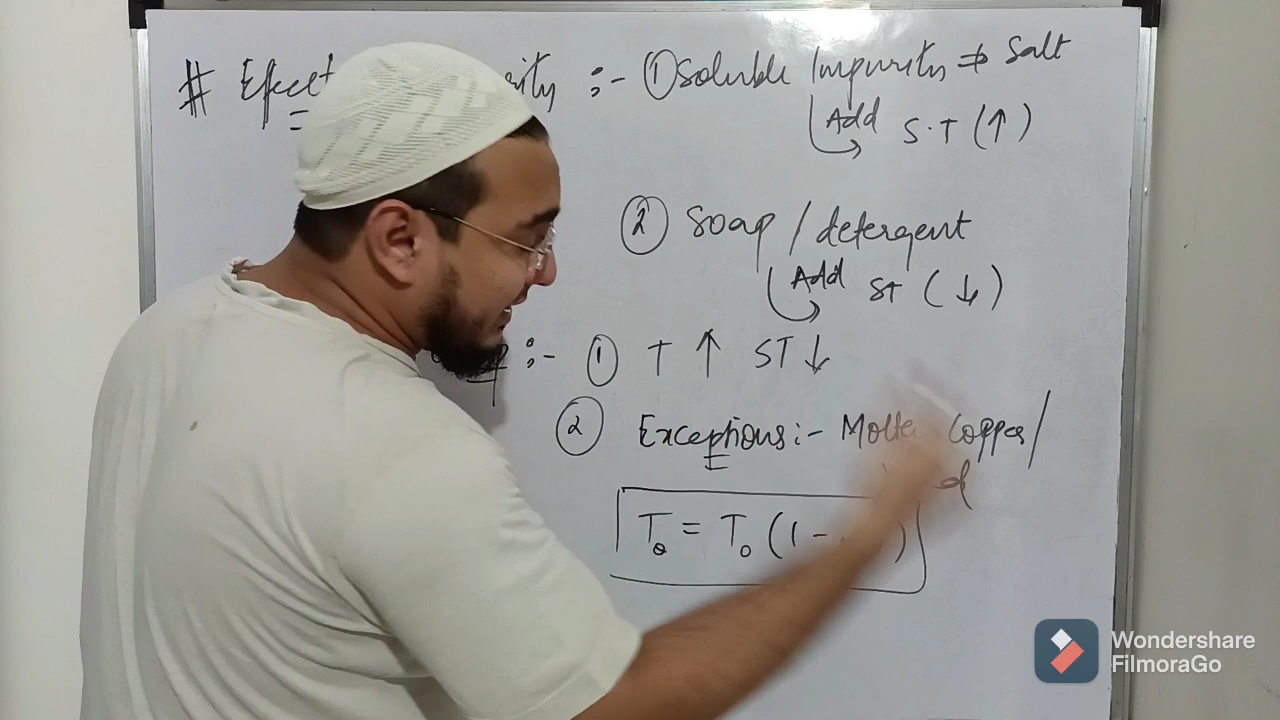 # Effect :- ① Soluble Impurity ⇒ Salt
Add S.T (↑)
② Soap / detergent
Add ST (↓)
:- ① T ↑ ST ↓
② Exceptions :- Copper /
T₀ = T₀ (1 - )
Wondershare
FilmoraGo